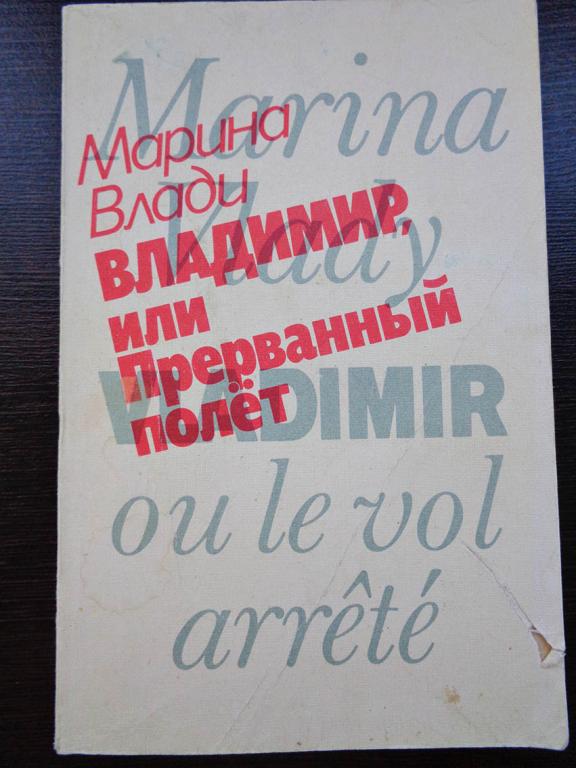 Marina
Vlady
VLADIMIR
ou le vol
arrêté
Марина
Влади
ВЛАДИМИР,
или
Прерванный
полёт